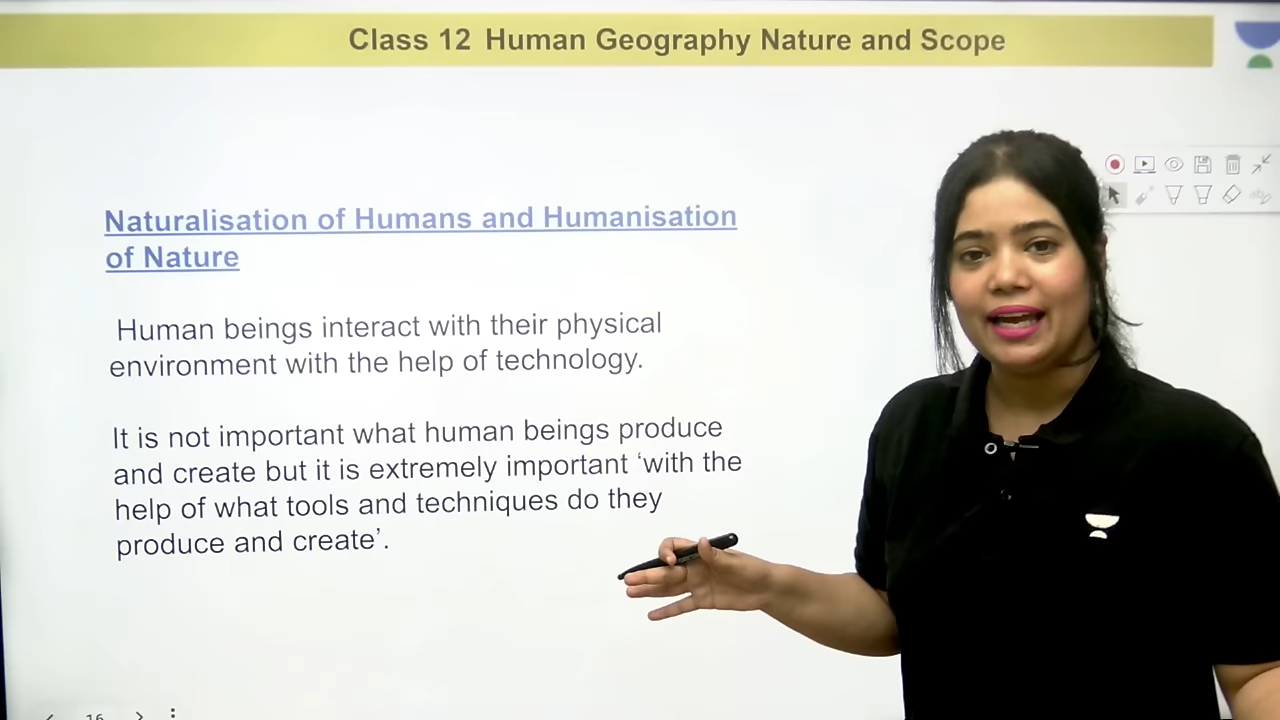 Class 12 Human Geography Nature and Scope
Naturalisation of Humans and Humanisation
of Nature
Human beings interact with their physical
environment with the help of technology.
It is not important what human beings produce
and create but it is extremely important ‘with the
help of what tools and techniques do they
produce and create’.
16